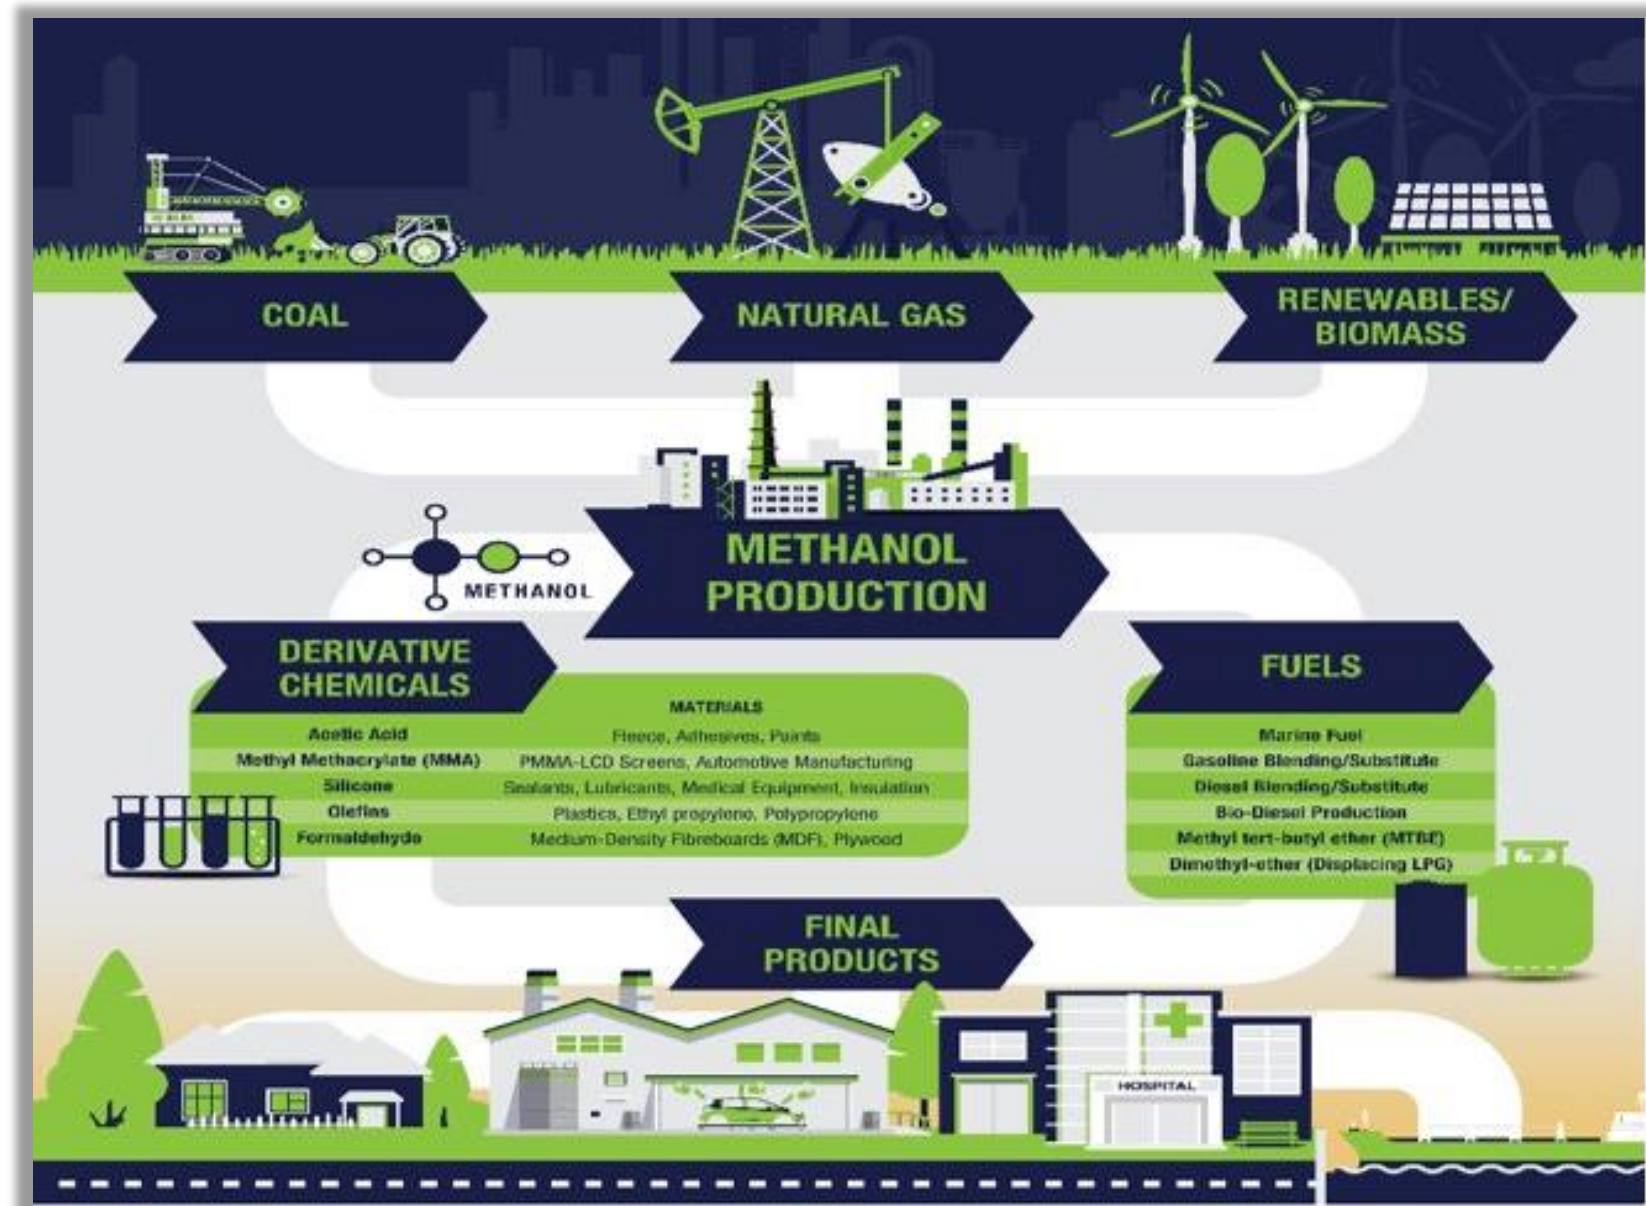 COAL
NATURAL GAS
RENEWABLES/
BIOMASS
METHANOL
METHANOL
PRODUCTION
DERIVATIVE
CHEMICALS
MATERIALS
Acetic Acid Fleece, Adhesives, Paints
Methyl Methacrylate (MMA) PMMA-LCD Screens, Automotive Manufacturing
Silicone Sealants, Lubricants, Medical Equipment, Insulation
Olefins Plastics, Ethyl propylene, Polypropylene
Formaldehyde Medium-Density Fibreboards (MDF), Plywood
FUELS
Marine Fuel
Gasoline Blending/Substitute
Diesel Blending/Substitute
Bio-Diesel Production
Methyl tert-butyl ether (MTBE)
Dimethyl-ether (Displacing LPG)
FINAL
PRODUCTS
HOSPITAL